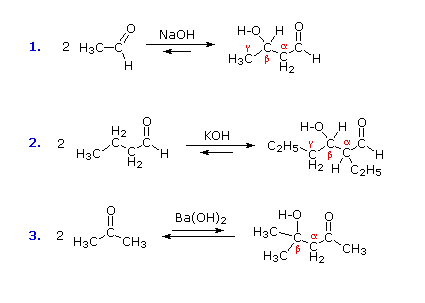 H-O H O
1. 2 H₃C C O H NaOH H₃C γ C β C α H₂ C H
H₂ O H-O H O
2. 2 H₃C C C C H₂ H KOH C₂H₅ γ C H₂ C β C α H C H C₂H₅
O H-O O
3. 2 H₃C C CH₃ Ba(OH)₂ H₃C H₃C C β C α H₂ C CH₃